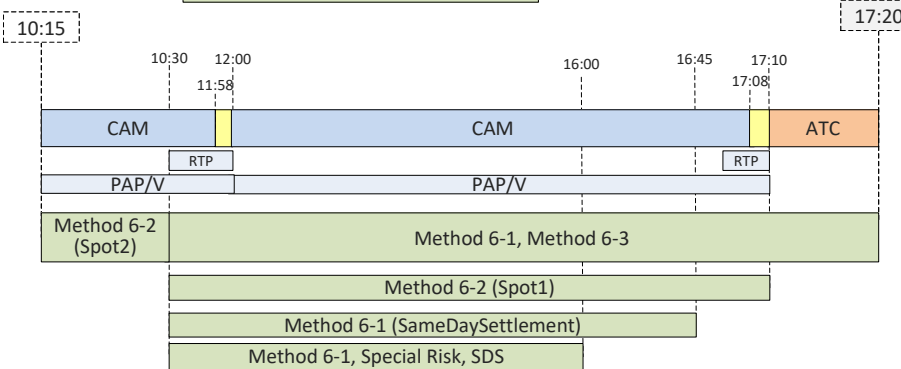 10:15
17:20
10:30
12:00
16:00
16:45
17:10
11:58
17:08
CAM
CAM
ATC
RTP
RTP
PAP/V
PAP/V
Method 6-2
(Spot2)
Method 6-1, Method 6-3
Method 6-2 (Spot1)
Method 6-1 (SameDaySettlement)
Method 6-1, Special Risk, SDS